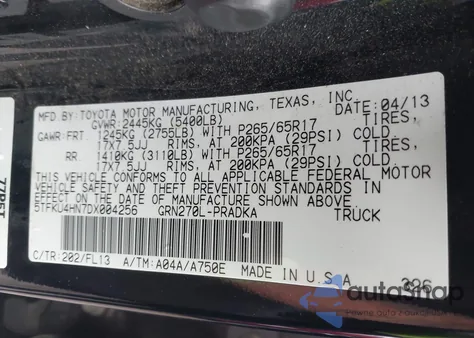 MFD.BY:TOYOTA MOTOR MANUFACTURING, TEXAS, INC.
GVWR:2445KG (5400LB) DATE: 04/13
GAWR:FRT. 1245KG (2755LB) WITH P265/65R17 TIRES,
17X7 5JJ RIMS, AT 200KPA (29PSI) COLD.
RR 1410KG (3110LB) WITH P265/65R17 TIRES,
17X7 5JJ RIMS, AT 200KPA (29PSI) COLD.
THIS VEHICLE CONFORMS TO ALL APPLICABLE FEDERAL MOTOR
VEHICLE SAFETY AND THEFT PREVENTION STANDARDS IN
EFFECT ON THE DATE OF MANUFACTURE SHOWN ABOVE.
5TFKU4HN7DX004256 GRN270L-PRADKA TRUCK
C/TR:202/FL13 A/TM:A04A/A750E MADE IN U.S.A 326
autosnap